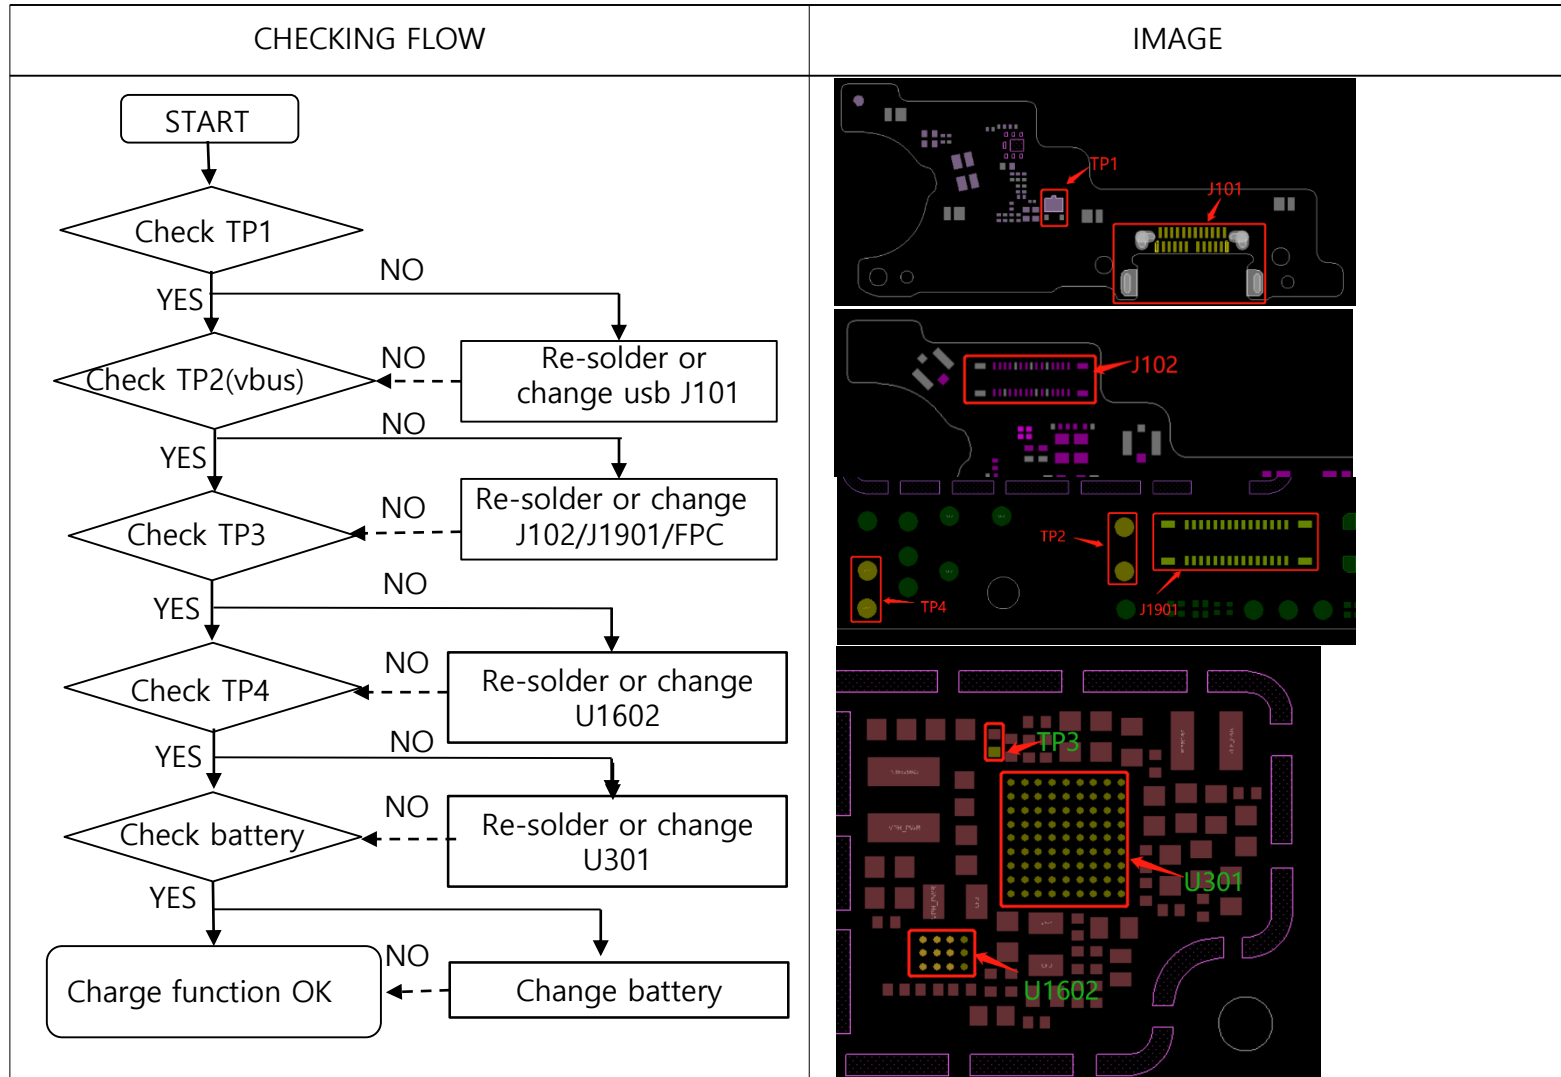 CHECKING FLOW
IMAGE
START
Check TP1
NO
YES
Check TP2(vbus)
NO
Re-solder or
change usb J101
NO
YES
Check TP3
NO
Re-solder or change
J102/J1901/FPC
NO
YES
Check TP4
NO
Re-solder or change
U1602
NO
YES
Check battery
NO
Re-solder or change
U301
YES
NO
Charge function OK
Change battery
TP1
J101
J102
TP2
TP4
J1901
TP3
U301
U1602